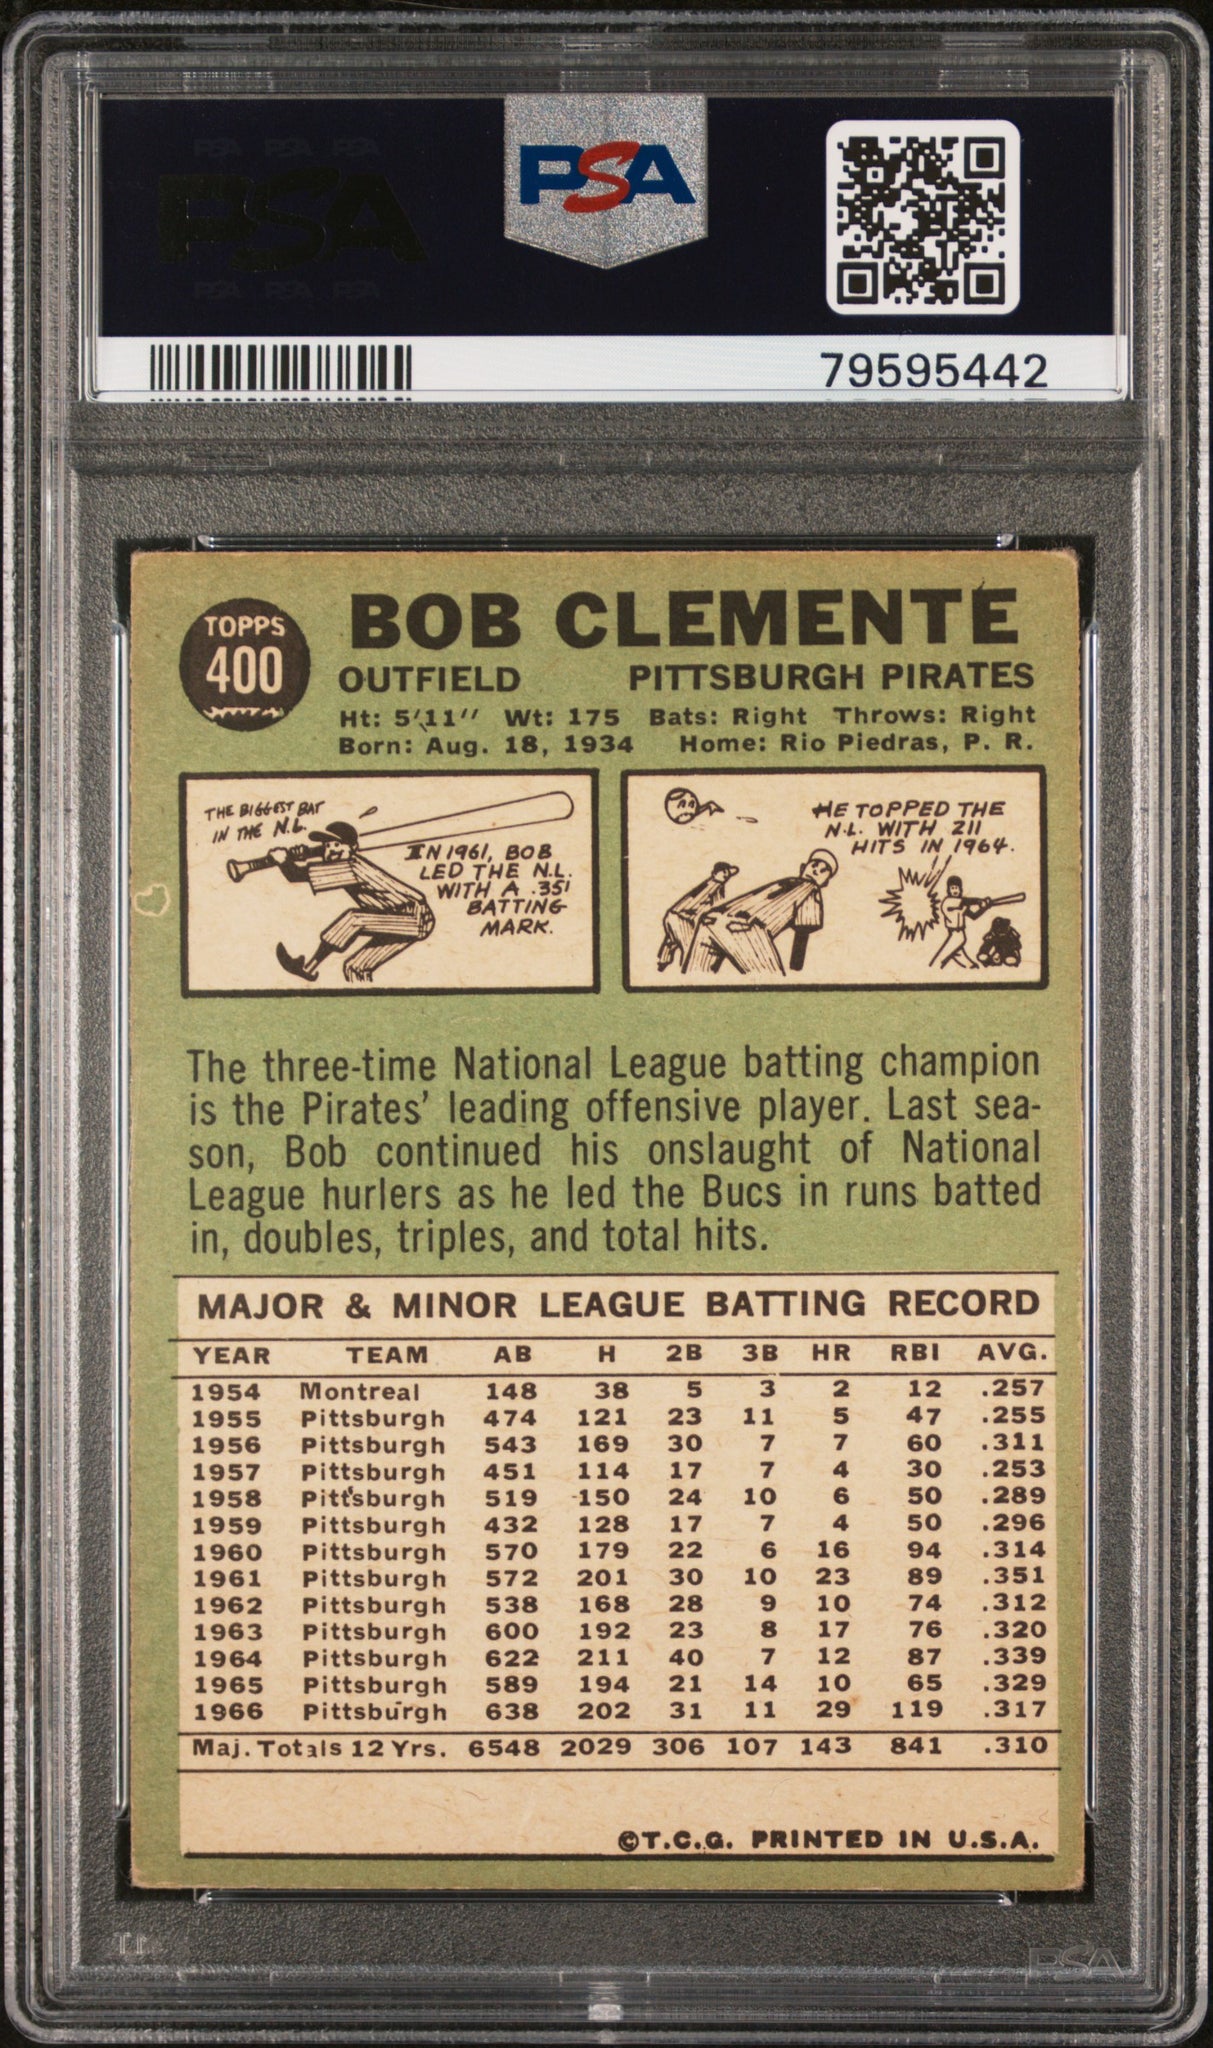 PSA PSA PSA
PSA
PSA PSA PSA
PSA
79595442
TOPPS
400
BOB CLEMENTE
OUTFIELD PITTSBURGH PIRATES
Ht: 5'11" Wt: 175 Bats: Right Throws: Right
Born: Aug. 18, 1934 Home: Rio Piedras, P. R.
THE BIGGEST BAT
IN THE N.L.
IN 1961, BOB
LED THE N.L.
WITH A .351
BATTING
MARK.
HE TOPPED THE
N.L. WITH 211
HITS IN 1964.
The three-time National League batting champion
is the Pirates' leading offensive player. Last sea-
son, Bob continued his onslaught of National
League hurlers as he led the Bucs in runs batted
in, doubles, triples, and total hits.
MAJOR & MINOR LEAGUE BATTING RECORD
YEAR TEAM AB H 2B 3B HR RBI AVG.
1954 Montreal 148 38 5 3 2 12 .257
1955 Pittsburgh 474 121 23 11 5 47 .255
1956 Pittsburgh 543 169 30 7 7 60 .311
1957 Pittsburgh 451 114 17 7 4 30 .253
1958 Pittsburgh 519 150 24 10 6 50 .289
1959 Pittsburgh 432 128 17 7 4 50 .296
1960 Pittsburgh 570 179 22 6 16 94 .314
1961 Pittsburgh 572 201 30 10 23 89 .351
1962 Pittsburgh 538 168 28 9 10 74 .312
1963 Pittsburgh 600 192 23 8 17 76 .320
1964 Pittsburgh 622 211 40 7 12 87 .339
1965 Pittsburgh 589 194 21 14 10 65 .329
1966 Pittsburgh 638 202 31 11 29 119 .317
Maj. Totals 12 Yrs. 6548 2029 306 107 143 841 .310
©T.C.G. PRINTED IN U.S.A.
PSA